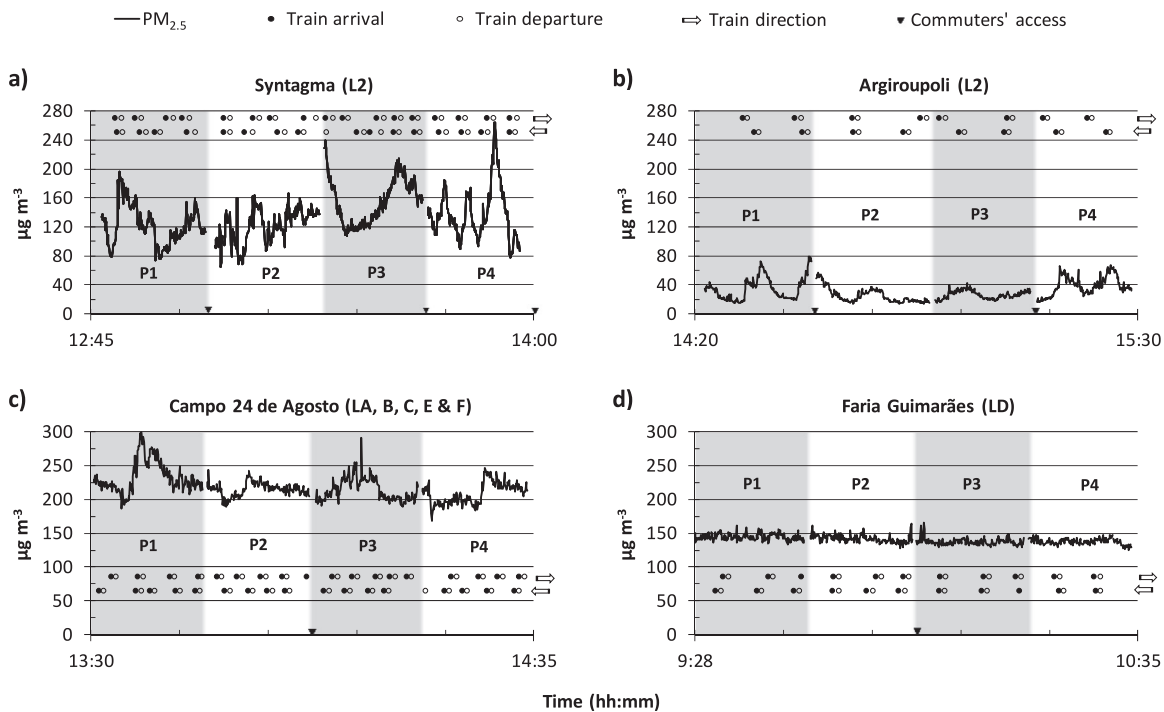 PM2.5 Train arrival Train departure Train direction Commuters' access
a) Syntagma (L2)
280
240
200
160
120
80
40
0
µg m-3
P1 P2 P3 P4
12:45 14:00
b) Argiroupoli (L2)
280
240
200
160
120
80
40
0
µg m-3
P1 P2 P3 P4
14:20 15:30
c) Campo 24 de Agosto (LA, B, C, E & F)
300
250
200
150
100
50
0
µg m-3
P1 P2 P3 P4
13:30 14:35
d) Faria Guimarães (LD)
300
250
200
150
100
50
0
µg m-3
P1 P2 P3 P4
9:28 10:35
Time (hh:mm)